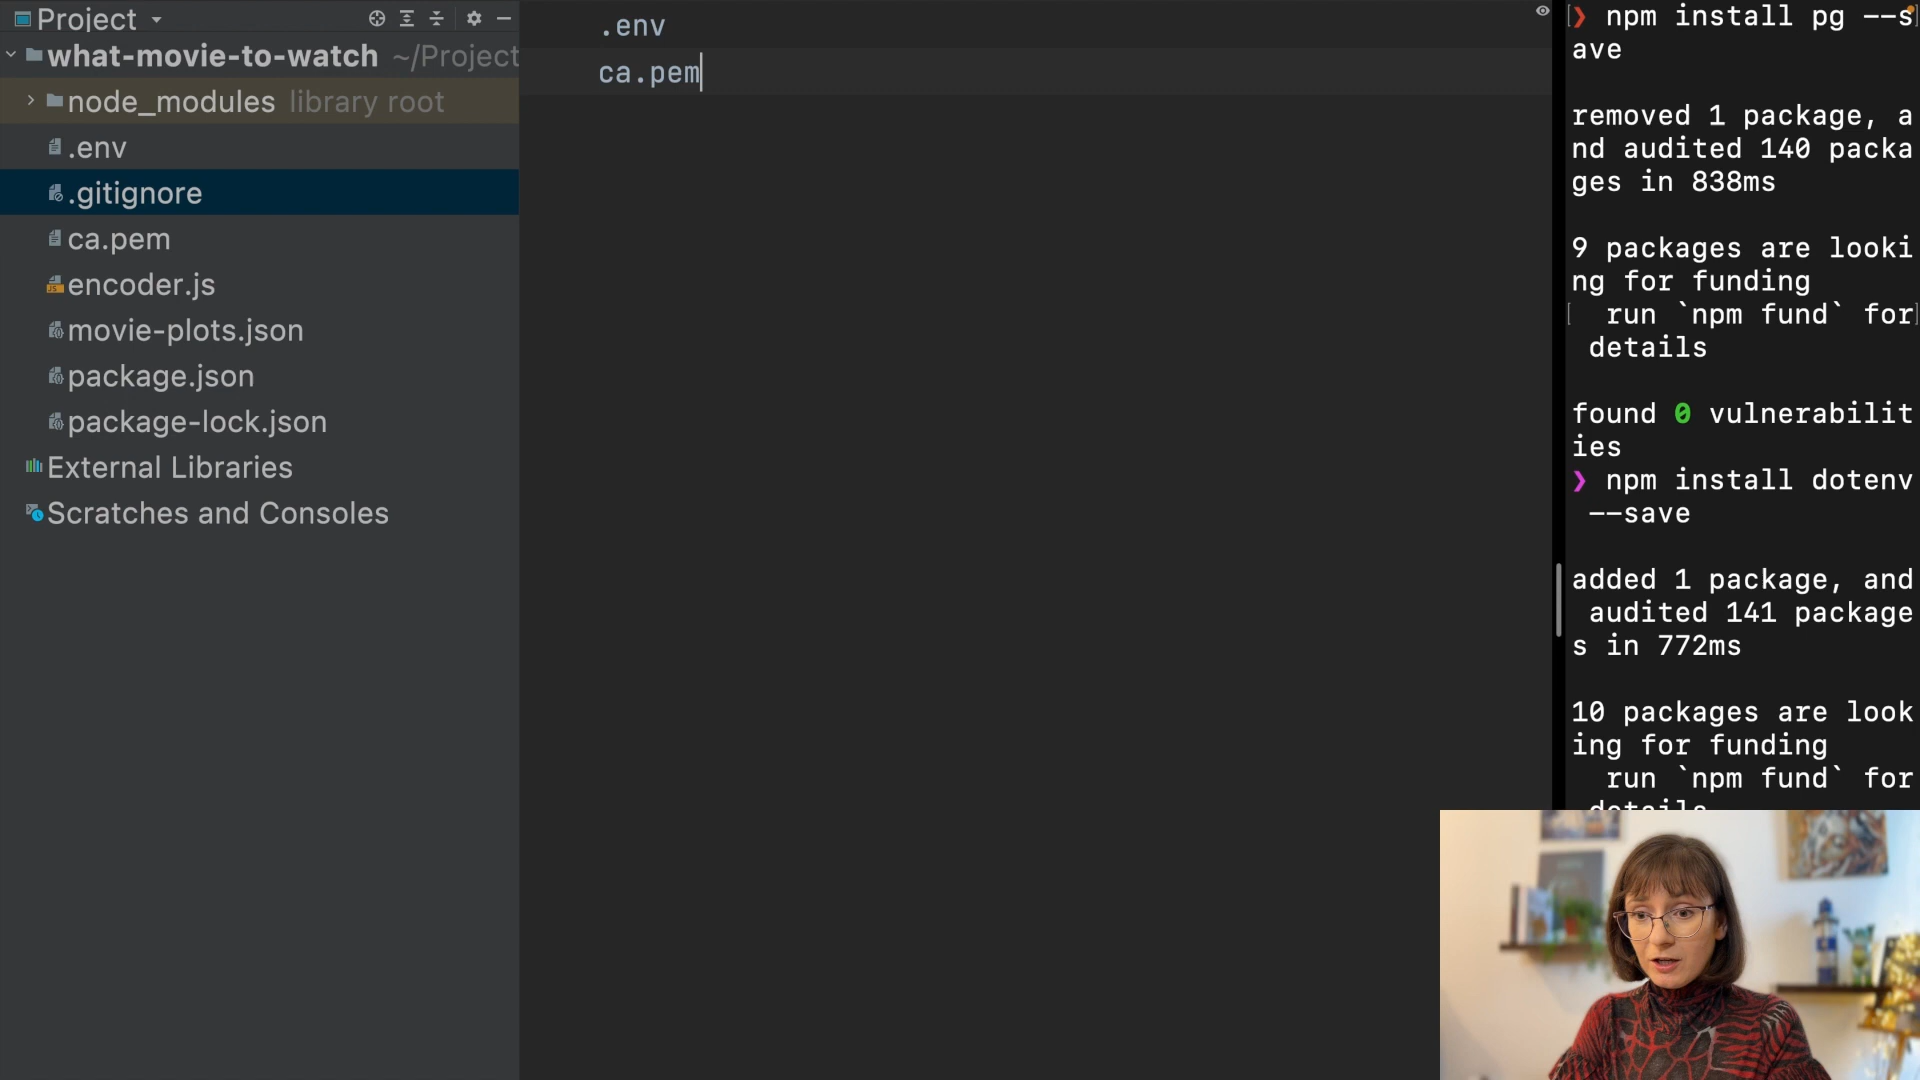 Project
what-movie-to-watch ~/Project
node_modules library root
.env
.gitignore
ca.pem
encoder.js
movie-plots.json
package.json
package-lock.json
External Libraries
Scratches and Consoles
.env
ca.pem
❯ npm install pg --s
ave
removed 1 package, a
nd audited 140 packa
ges in 838ms
9 packages are looki
ng for funding
run `npm fund` for
details
found 0 vulnerabilit
ies
❯ npm install dotenv
--save
added 1 package, and
audited 141 package
s in 772ms
10 packages are look
ing for funding
run `npm fund` for
details